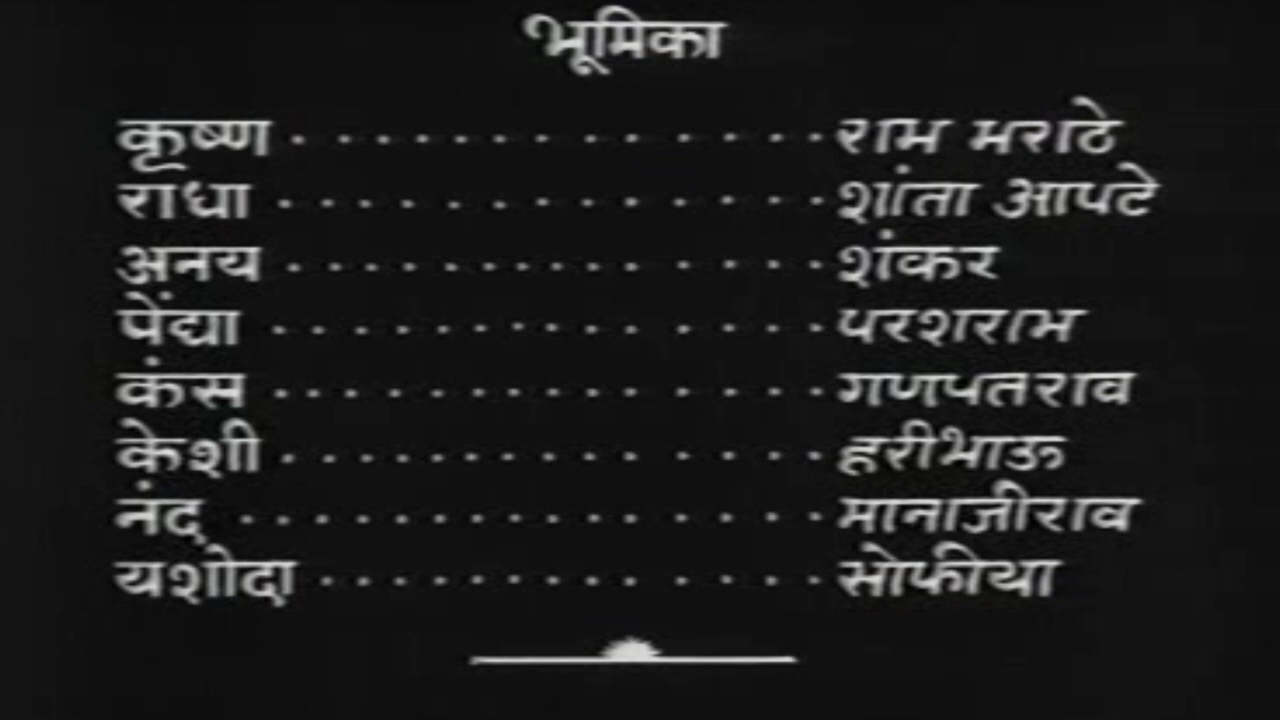 भूमिका
कृष्ण . . . . . . . . . . . . . . राम मराठे
राधा . . . . . . . . . . . . . . शांता आपटे
अनय . . . . . . . . . . . . . . शंकर
पेंद्या . . . . . . . . . . . . . . परशराम
कंस . . . . . . . . . . . . . . गणपतराव
केशी . . . . . . . . . . . . . . हरीभाऊ
नंद . . . . . . . . . . . . . . . मानाजीराव
यशोदा . . . . . . . . . . . . . सोफीया